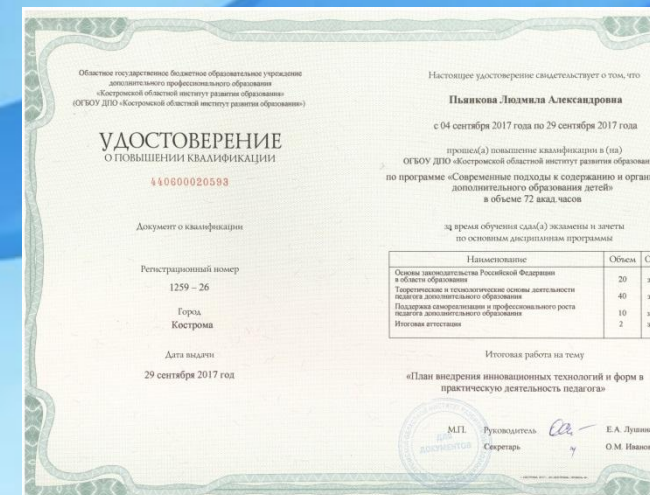 Областное государственное бюджетное образовательное учреждение
дополнительного профессионального образования
«Костромской областной институт развития образования»
(ОГБОУ ДПО «Костромской областной институт развития образования»)
УДОСТОВЕРЕНИЕ
О ПОВЫШЕНИИ КВАЛИФИКАЦИИ
440600020593
Документ о квалификации
Регистрационный номер
1259 – 26
Город
Кострома
Дата выдачи
29 сентября 2017 год
Настоящее удостоверение свидетельствует о том, что
Пьянкова Людмила Александровна
с 04 сентября 2017 года по 29 сентября 2017 года
прошел(а) повышение квалификации в (на)
ОГБОУ ДПО «Костромской областной институт развития образован
по программе «Современные подходы к содержанию и орган
дополнительного образования детей»
в объеме 72 акад. часов
за время обучения сдал(а) экзамены и зачеты
по основным дисциплинам программы
Наименование Объем О
Основы законодательства Российской Федерации
в области образования 20 з
Теоретические и технологические основы деятельности
педагога дополнительного образования 40 з
Поддержка самореализации и профессионального роста
педагога дополнительного образования 10 з
Итоговая аттестация 2 з
Итоговая работа на тему
«План внедрения инновационных технологий и форм в
практическую деятельность педагога»
М.П. Руководитель Е.А. Лушин
Секретарь О.М. Иванов
ДЛЯ
ДОКУМЕНТОВ